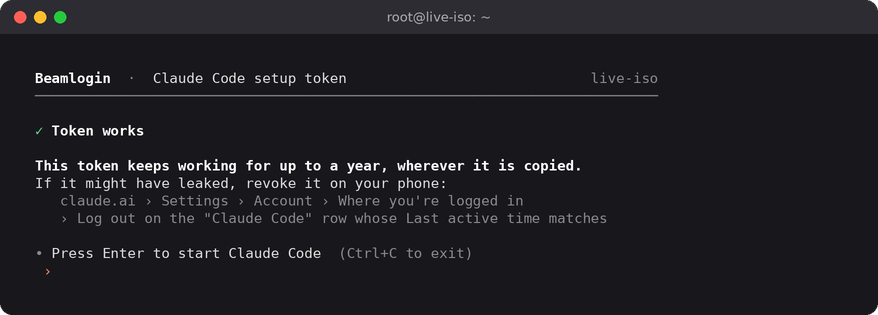 root@live-iso: ~
Beamlogin · Claude Code setup token live-iso
✓ Token works
This token keeps working for up to a year, wherever it is copied.
If it might have leaked, revoke it on your phone:
claude.ai › Settings › Account › Where you're logged in
› Log out on the "Claude Code" row whose Last active time matches
• Press Enter to start Claude Code (Ctrl+C to exit)
›